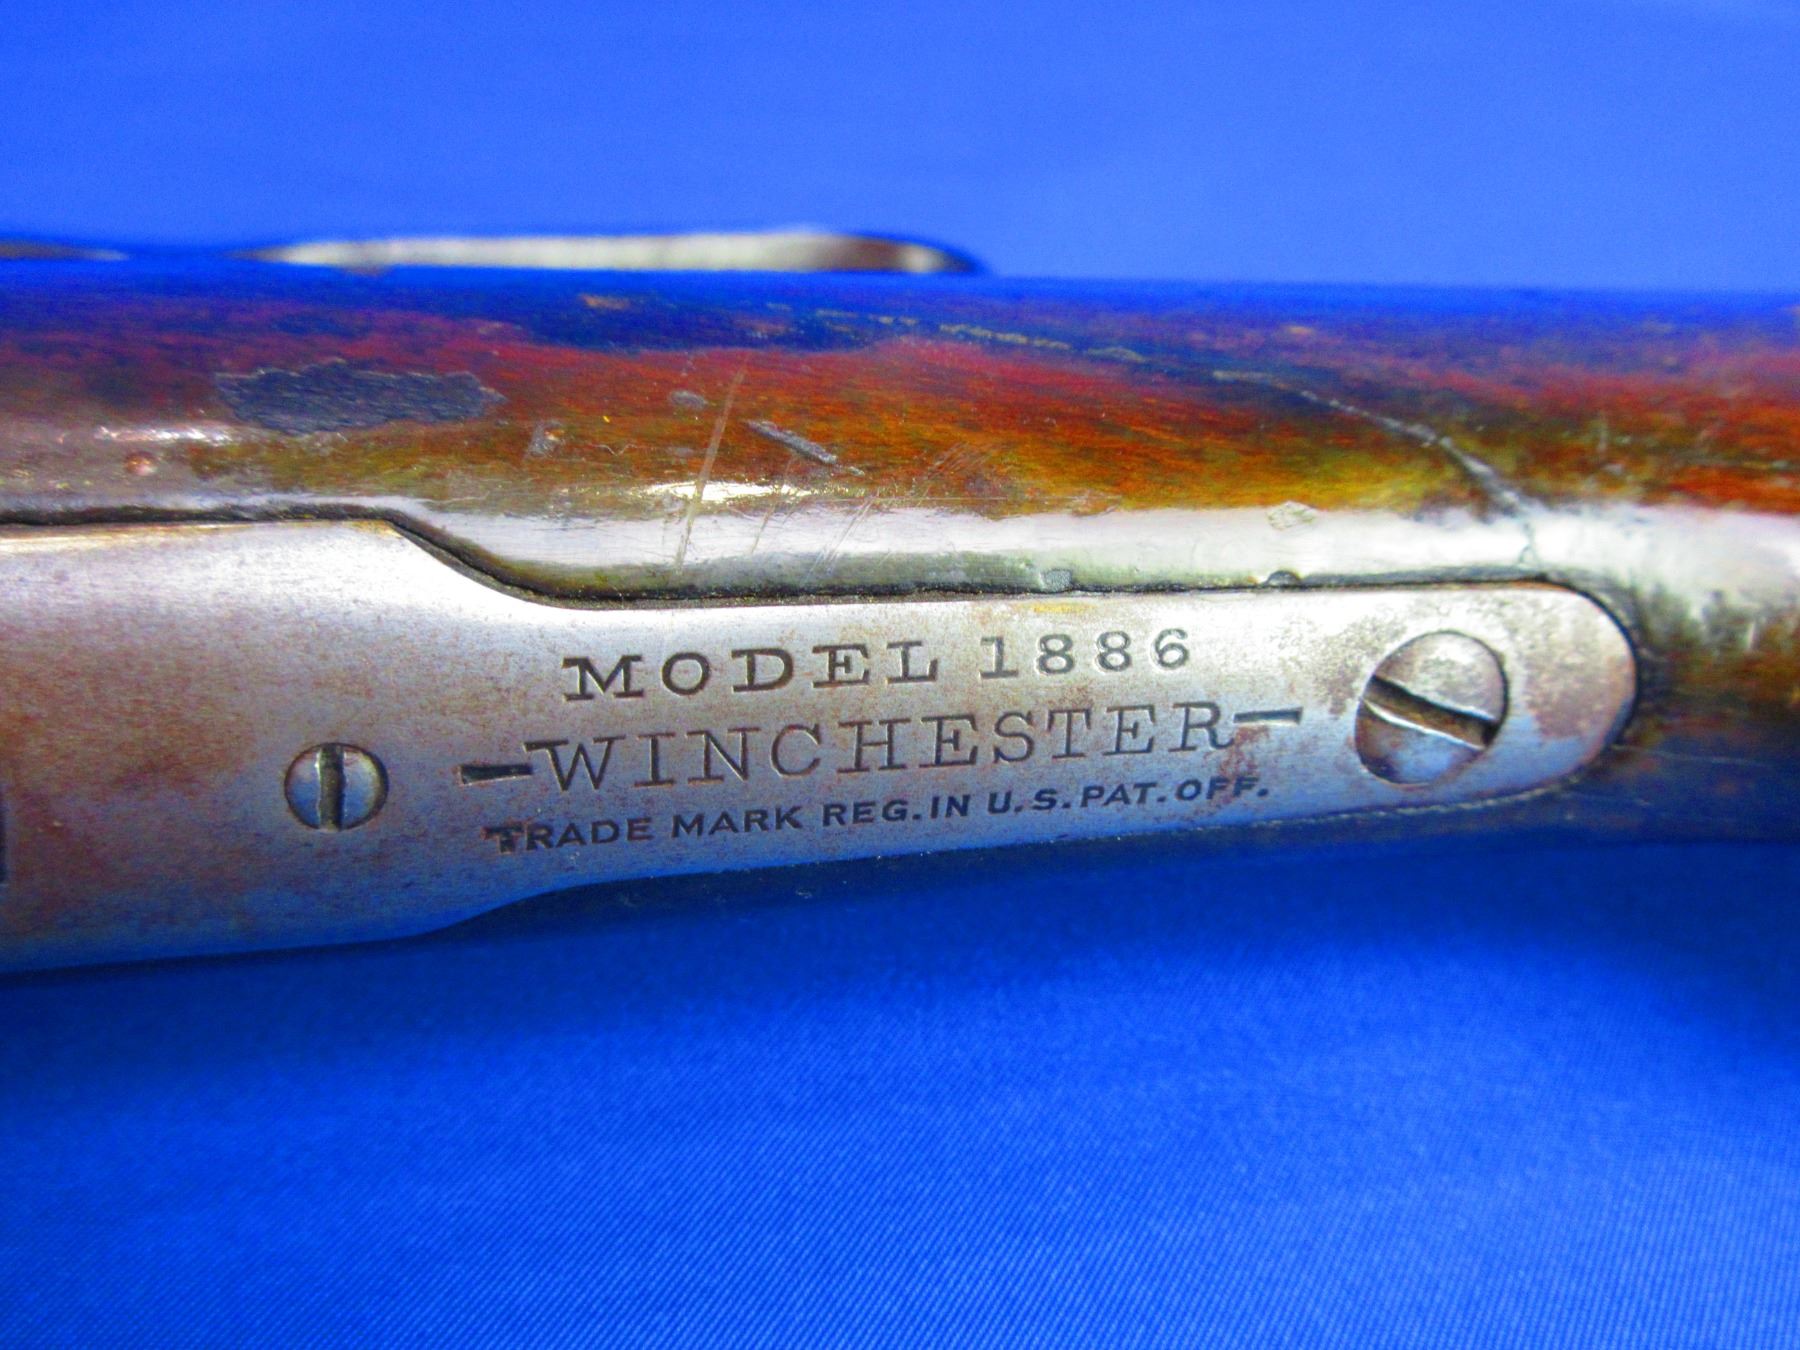 MODEL 1886
-WINCHESTER-
TRADE MARK REG. IN U.S. PAT. OFF.